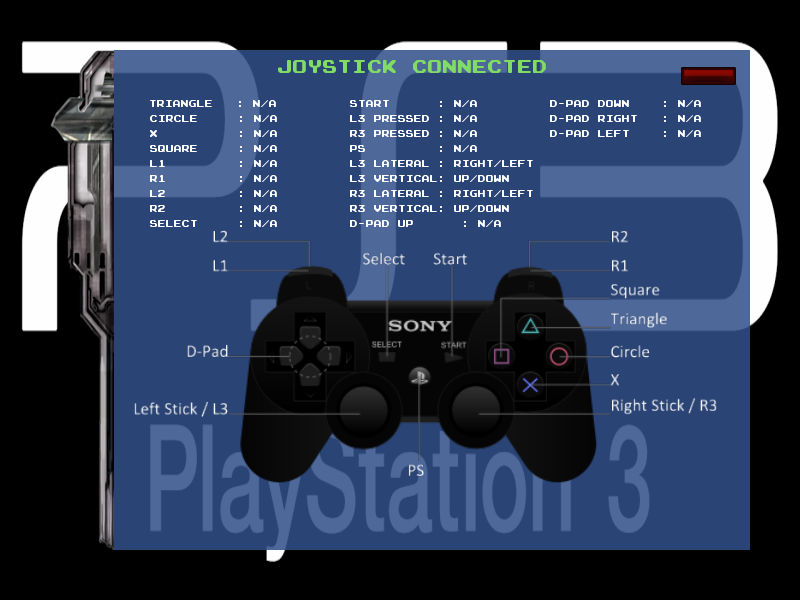 JOYSTICK CONNECTED
TRIANGLE : N/A
CIRCLE : N/A
X : N/A
SQUARE : N/A
L1 : N/A
R1 : N/A
L2 : N/A
R2 : N/A
SELECT : N/A
START : N/A
L3 PRESSED : N/A
R3 PRESSED : N/A
PS : N/A
L3 LATERAL : RIGHT/LEFT
L3 VERTICAL: UP/DOWN
R3 LATERAL : RIGHT/LEFT
R3 VERTICAL: UP/DOWN
D-PAD UP : N/A
D-PAD DOWN : N/A
D-PAD RIGHT : N/A
D-PAD LEFT : N/A
L2
R2
Select
Start
L1
R1
L
R
Square
Triangle
SONY
SELECT
START
D-Pad
Circle
X
Left Stick / L3
Right Stick / R3
PS
PlayStation 3
PS3